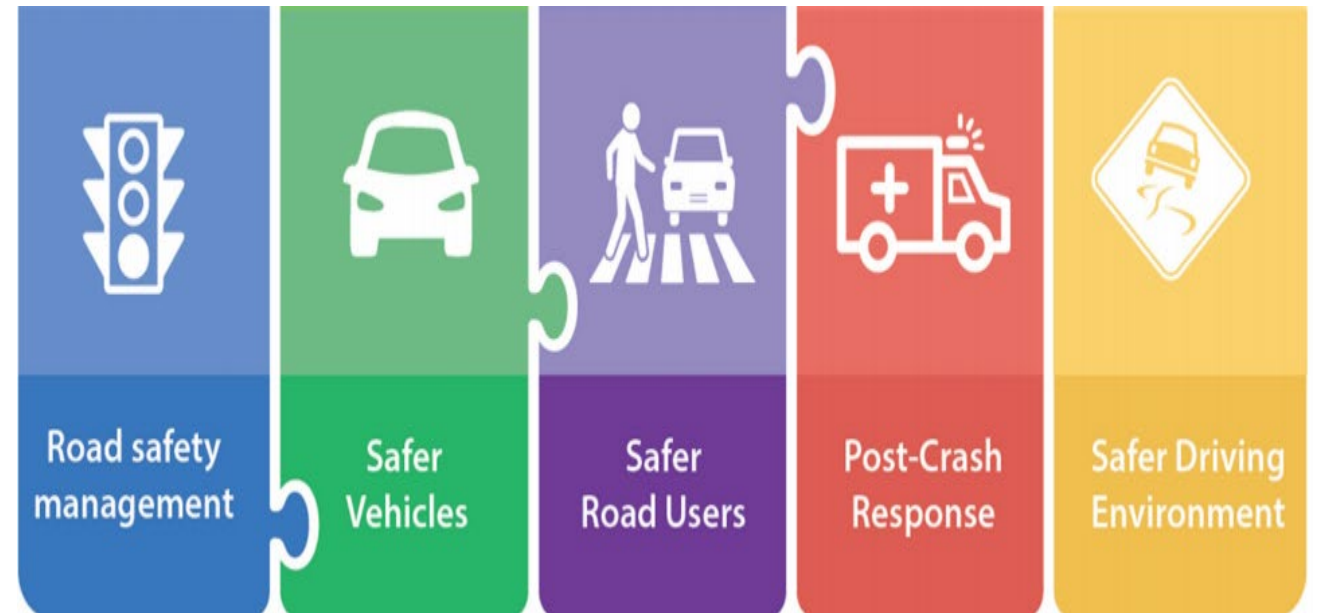 Road safety
management
Safer
Vehicles
Safer
Road Users
Post-Crash
Response
Safer Driving
Environment